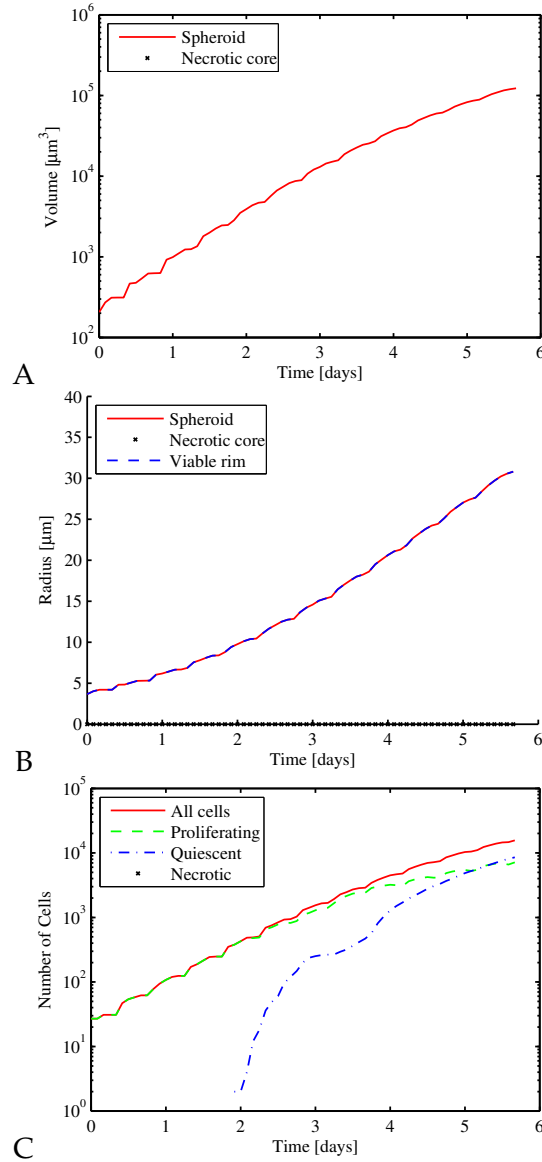 10^6
10^5
10^4
10^3
10^2
Volume [μm^3]
Spheroid
Necrotic core
0 1 2 3 4 5 6
Time [days]
A
40
35
30
25
20
15
10
5
0
Radius [μm]
Spheroid
Necrotic core
Viable rim
0 1 2 3 4 5 6
Time [days]
B
10^5
10^4
10^3
10^2
10^1
10^0
Number of Cells
All cells
Proliferating
Quiescent
Necrotic
0 1 2 3 4 5 6
Time [days]
C